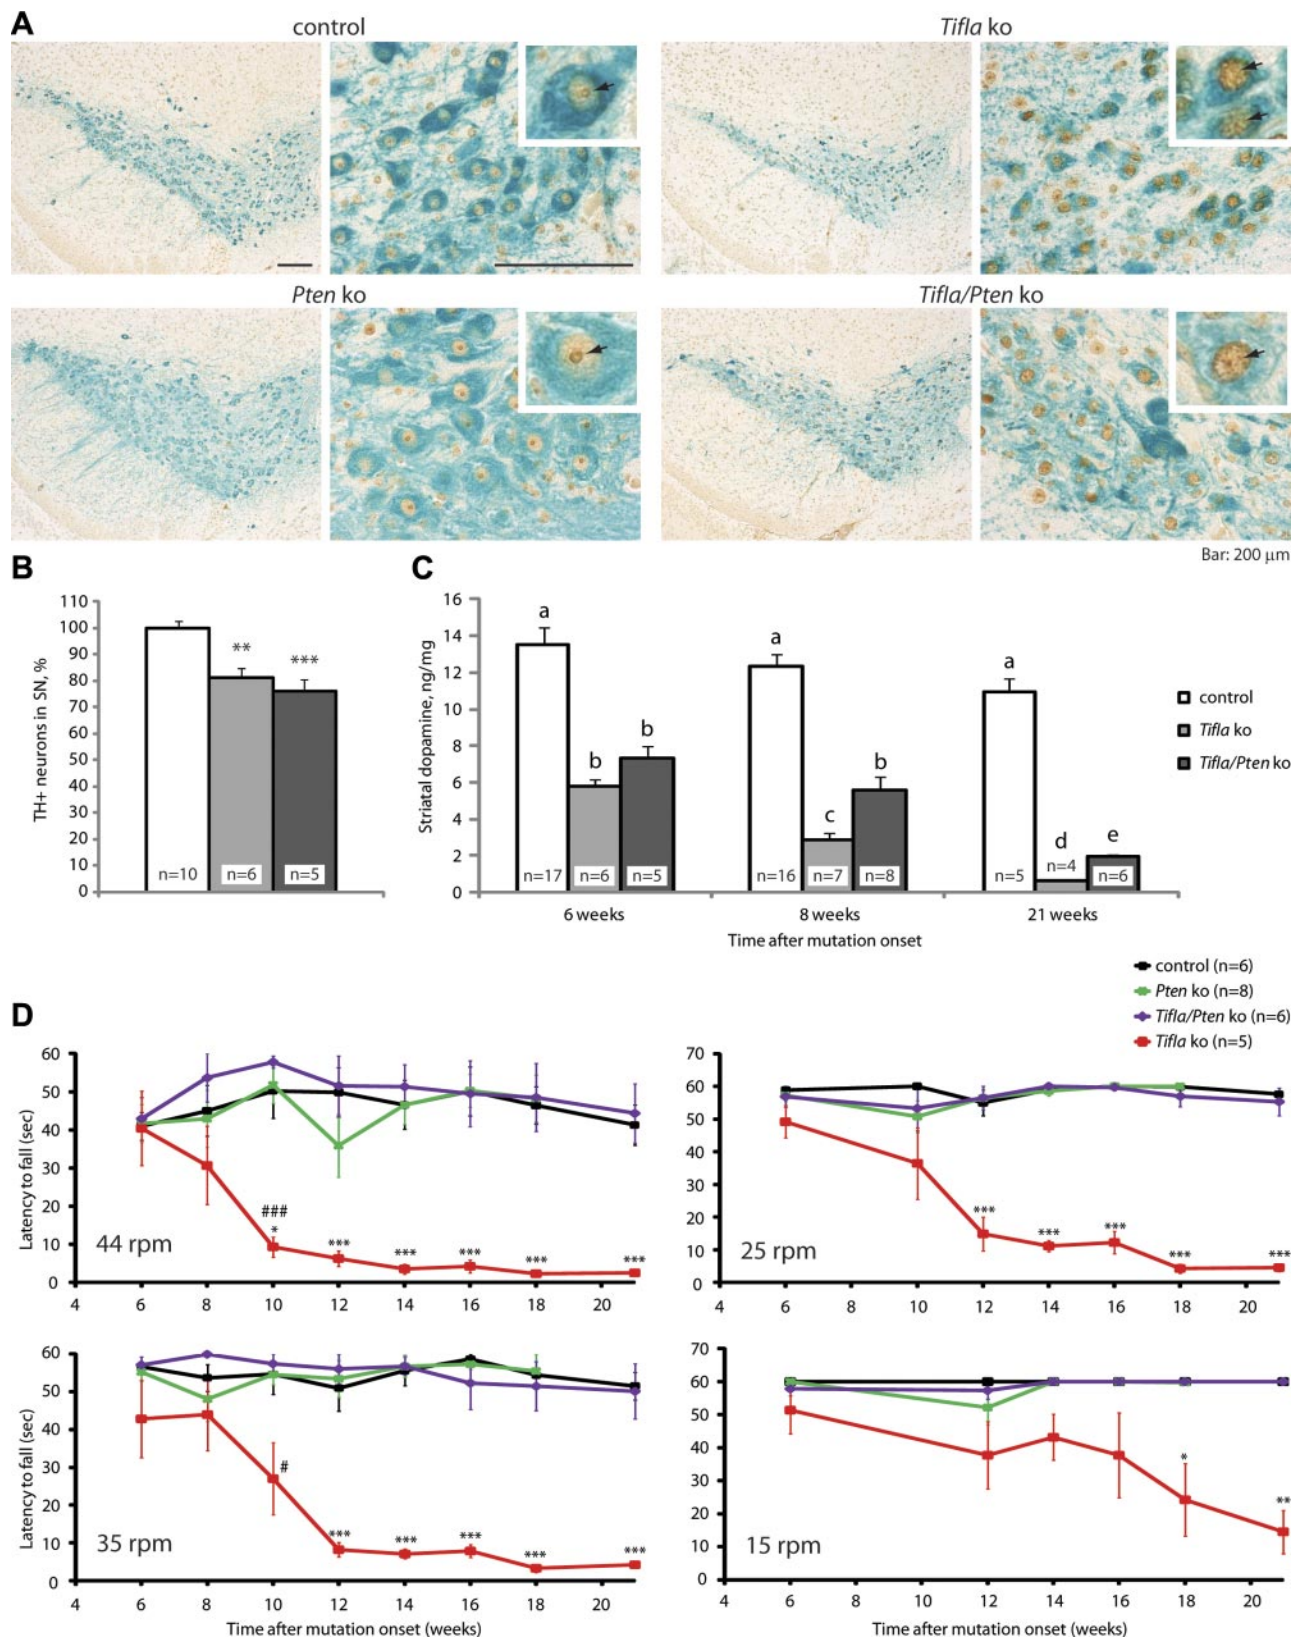 A
control
TifIa ko
Pten ko
TifIa/Pten ko
Bar: 200 µm
B
110
100
90
80
70
60
50
40
30
20
10
0
TH+ neurons in SN, %
**
***
n=10
n=6
n=5
C
16
14
12
10
8
6
4
2
0
Striatal dopamine, ng/mg
a
b
b
a
c
b
a
d
e
n=17
n=6
n=5
n=16
n=7
n=8
n=5
n=4
n=6
6 weeks
8 weeks
21 weeks
Time after mutation onset
control
TifIa ko
TifIa/Pten ko
control (n=6)
Pten ko (n=8)
TifIa/Pten ko (n=6)
TifIa ko (n=5)
D
60
50
40
30
20
10
0
Latency to fall (sec)
44 rpm
###
*
***
***
***
***
***
4 6 8 10 12 14 16 18 20
70
60
50
40
30
20
10
0
25 rpm
***
***
***
***
***
4 6 8 10 12 14 16 18 20
60
50
40
30
20
10
0
Latency to fall (sec)
35 rpm
#
***
***
***
***
***
4 6 8 10 12 14 16 18 20
Time after mutation onset (weeks)
70
60
50
40
30
20
10
0
15 rpm
*
**
4 6 8 10 12 14 16 18 20
Time after mutation onset (weeks)